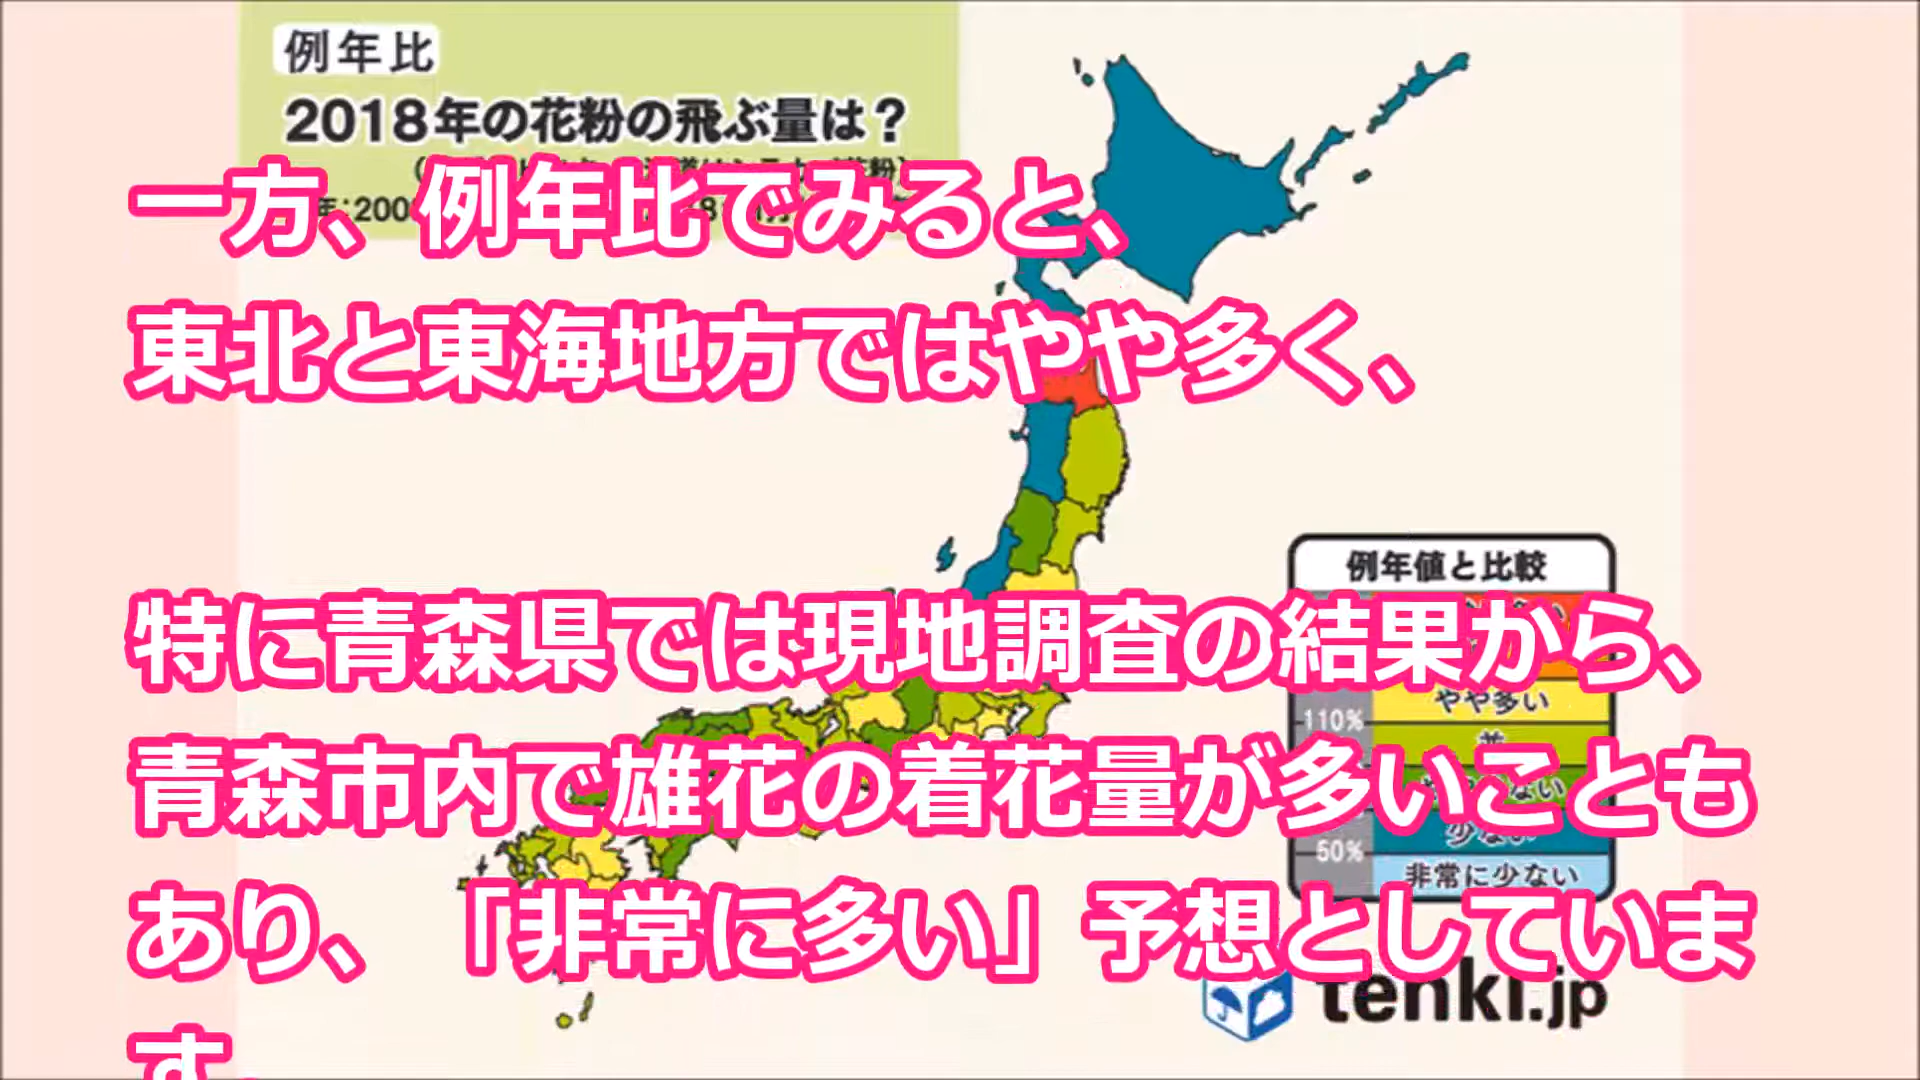 例年比
2018年の花粉の飛ぶ量は？
一方、例年比でみると、
東北と東海地方ではやや多く、
特に青森県では現地調査の結果から、
青森市内で雄花の着花量が多いことも
あり、「非常に多い」予想としていま
す。
例年値と比較
やや多い
110%
少ない
50%
非常に少ない
tenki.jp